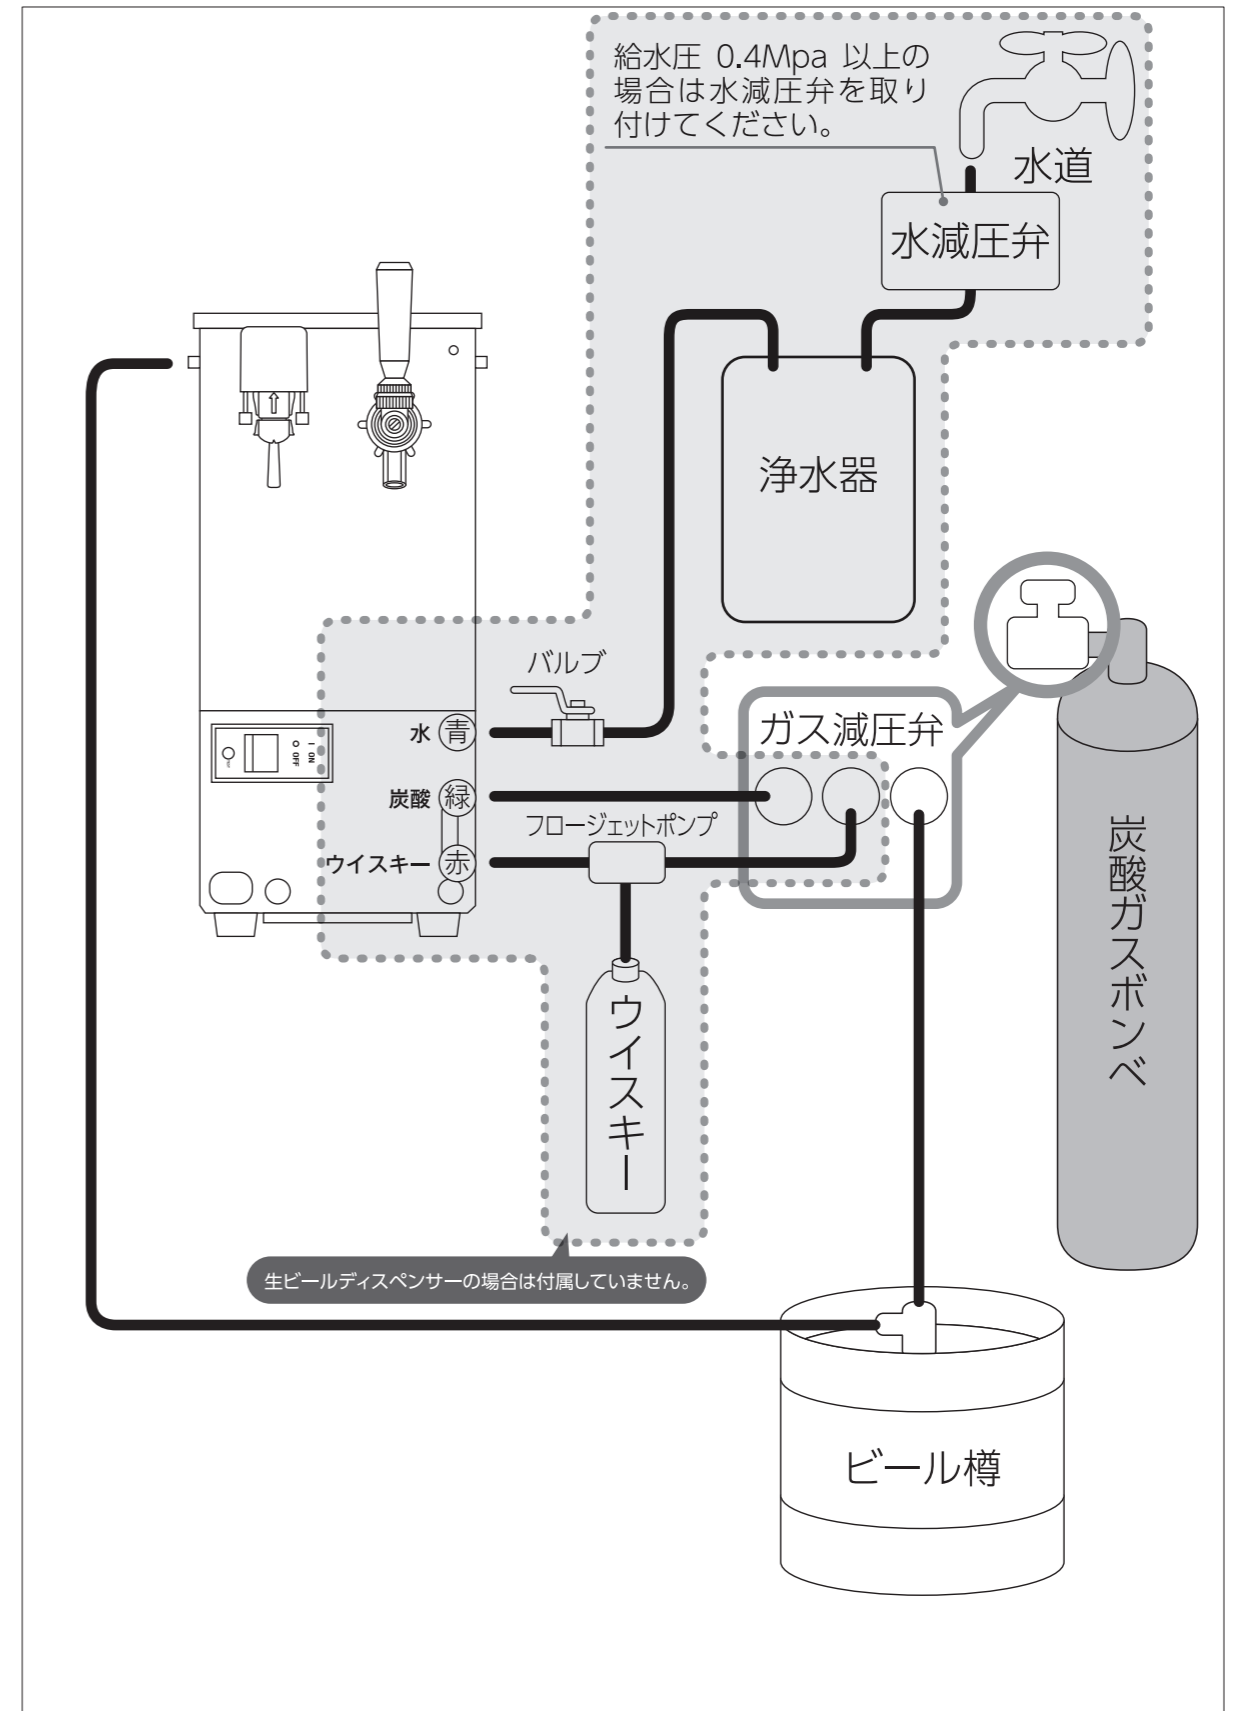 給水圧 0.4Mpa 以上の
場合は水減圧弁を取り
付けてください。
水道
水減圧弁
浄水器
バルブ
水 青
ガス減圧弁
炭酸 緑
フロージェットポンプ
ウイスキー 赤
ON
OFF
炭酸ガスボンベ
ウイスキー
生ビールディスペンサーの場合は付属していません。
ビール樽